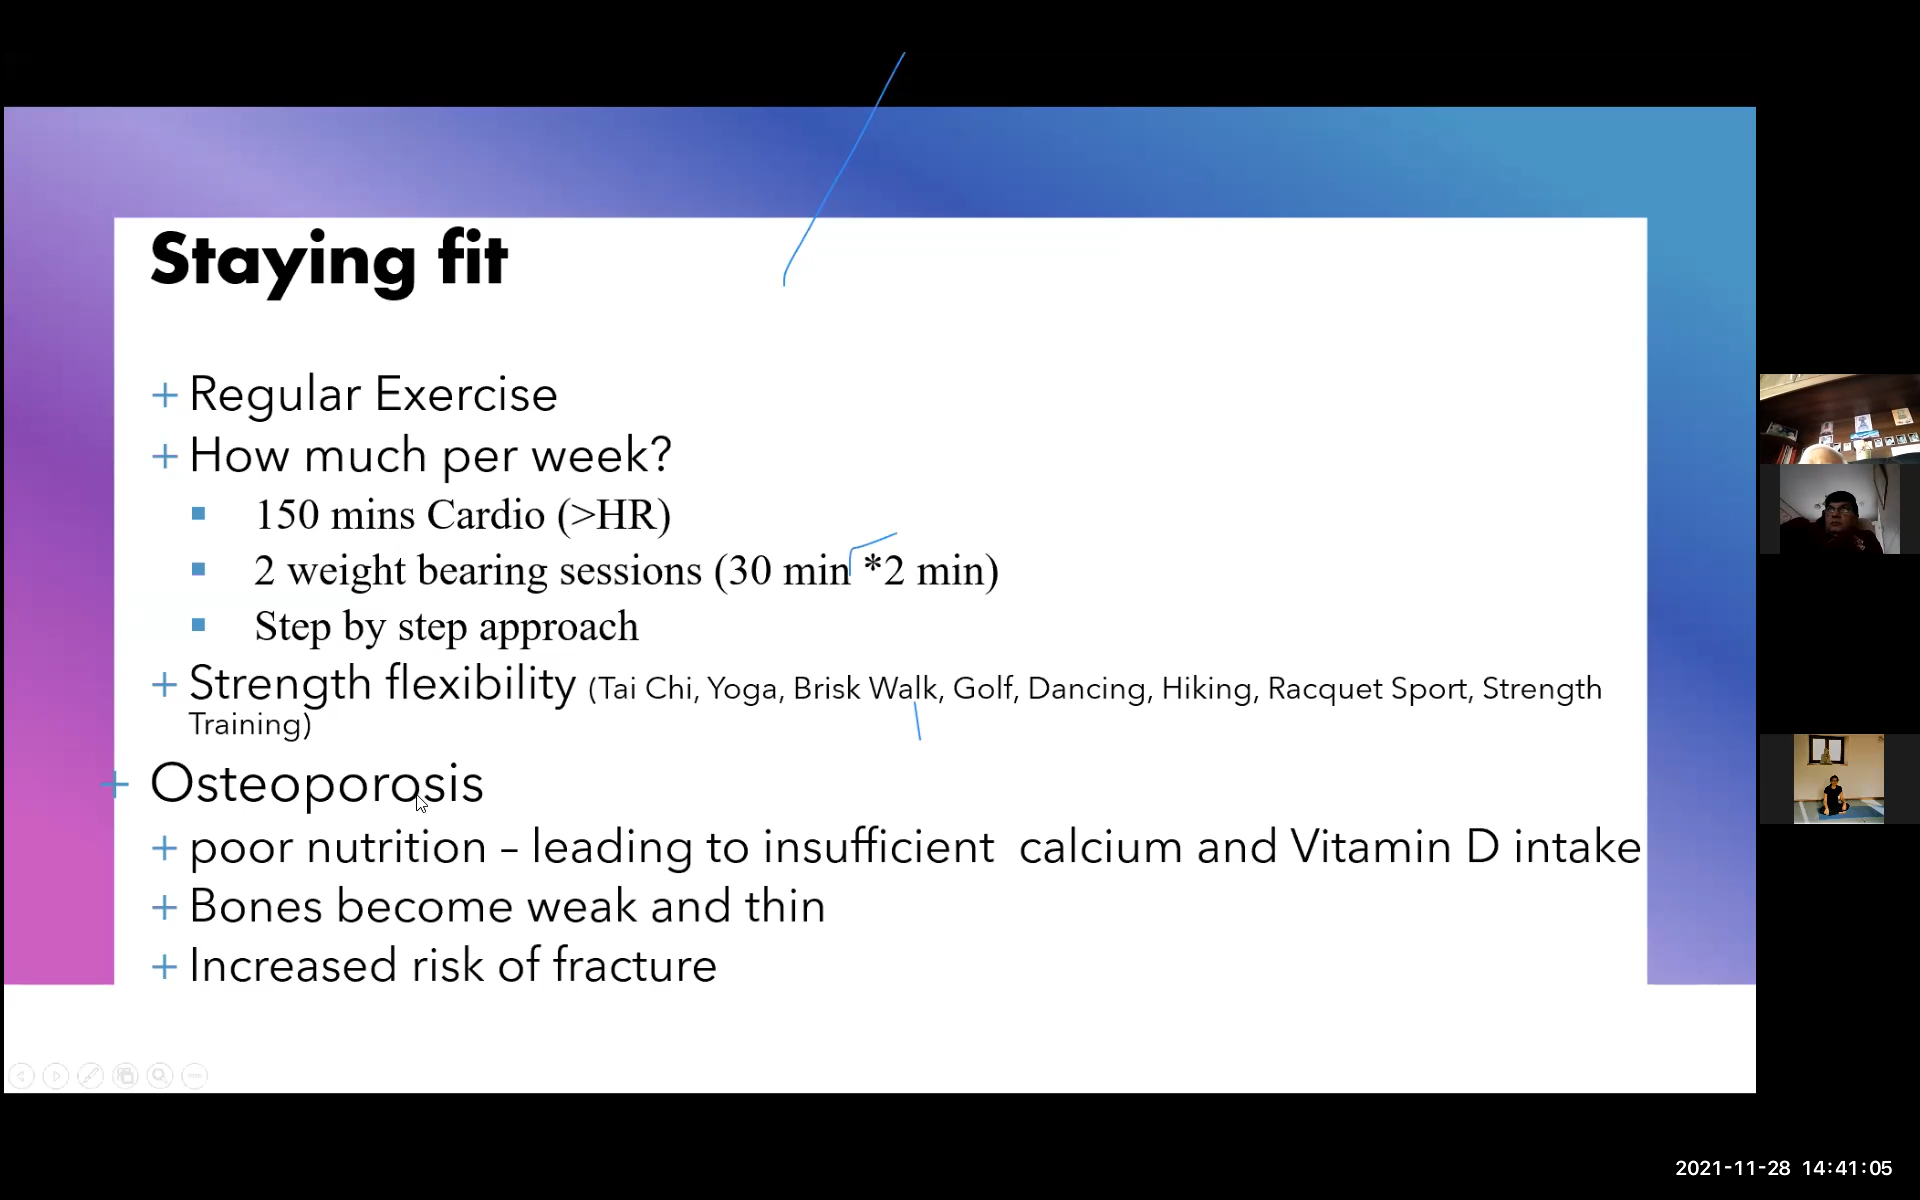 Staying fit
+ Regular Exercise
+ How much per week?
▪ 150 mins Cardio (>HR)
▪ 2 weight bearing sessions (30 min *2 min)
▪ Step by step approach
+ Strength flexibility (Tai Chi, Yoga, Brisk Walk, Golf, Dancing, Hiking, Racquet Sport, Strength
Training)
+ Osteoporosis
+ poor nutrition – leading to insufficient calcium and Vitamin D intake
+ Bones become weak and thin
+ Increased risk of fracture
2021-11-28 14:41:05